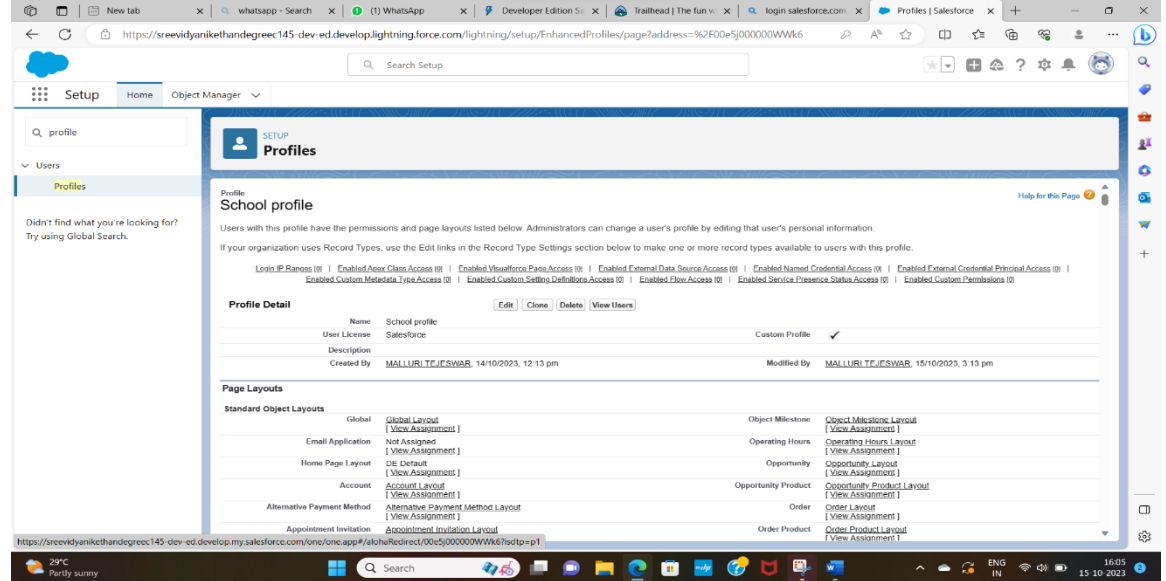 New tab
whatsapp - Search
(1) WhatsApp
Developer Edition Si
Trailhead | The fun w
login salesforce.com
Profiles | Salesforce
https://sreevidyanikethandegreec145-dev-ed.develop.lightning.force.com/lightning/setup/EnhancedProfiles/page?address=%2F00e5j000000WWk6
Search Setup
Setup Home Object Manager
profile
Users
Profiles
Didn't find what you're looking for?
Try using Global Search.
SETUP
Profiles
Profile
School profile
Help for this Page
Users with this profile have the permissions and page layouts listed below. Administrators can change a user's profile by editing that user's personal information.
If your organization uses Record Types, use the Edit links in the Record Type Settings section below to make one or more record types available to users with this profile.
Login IP Ranges [0] | Enabled Apex Class Access [0] | Enabled Visualforce Page Access [0] | Enabled External Data Source Access [0] | Enabled Named Credential Access [0] | Enabled External Credential Principal Access [0] |
Enabled Custom Metadata Type Access [0] | Enabled Custom Setting Definitions Access [0] | Enabled Flow Access [0] | Enabled Service Presence Status Access [0] | Enabled Custom Permissions [0]
Profile Detail Edit Clone Delete View Users
Name School profile
User License Salesforce Custom Profile
Description
Created By MALLURI TEJESWAR, 14/10/2023, 12:13 pm Modified By MALLURI TEJESWAR, 15/10/2023, 3:13 pm
Page Layouts
Standard Object Layouts
Global Global Layout Object Milestone Object Milestone Layout
[ View Assignment ] [ View Assignment ]
Email Application Not Assigned Operating Hours Operating Hours Layout
[ View Assignment ] [ View Assignment ]
Home Page Layout DE Default Opportunity Opportunity Layout
[ View Assignment ] [ View Assignment ]
Account Account Layout Opportunity Product Opportunity Product Layout
[ View Assignment ] [ View Assignment ]
Alternative Payment Method Alternative Payment Method Layout Order Order Layout
[ View Assignment ] [ View Assignment ]
Appointment Invitation Appointment Invitation Layout Order Product Order Product Layout
[ View Assignment ]
https://sreevidyanikethandegreec145-dev-ed.develop.my.salesforce.com/one/one.app#/alohaRedirect/00e5j000000WWk6?isdtp=p1
29°C
Partly sunny
Search
ENG
IN
16:05
15-10-2023